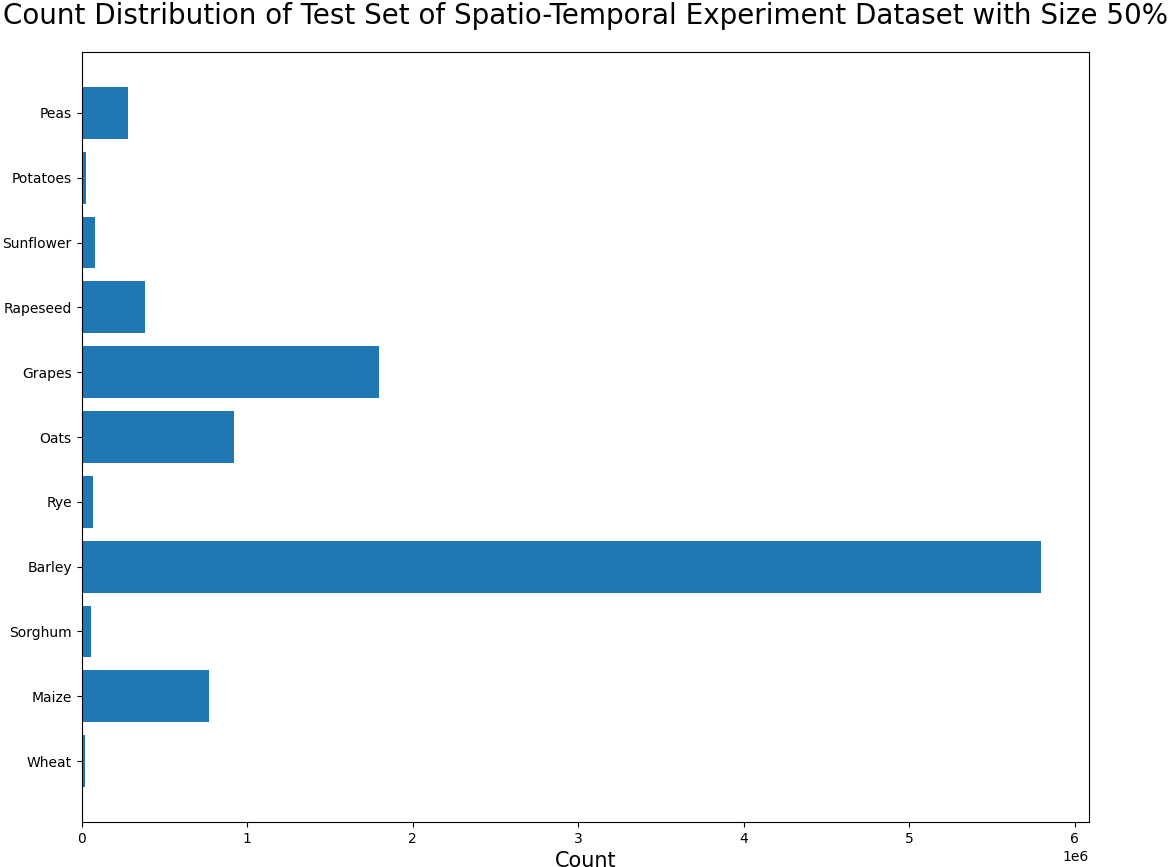 Count Distribution of Test Set of Spatio-Temporal Experiment Dataset with Size 50%
Peas
Potatoes
Sunflower
Rapeseed
Grapes
Oats
Rye
Barley
Sorghum
Maize
Wheat
0 1 2 3 4 5 6
1e6
Count